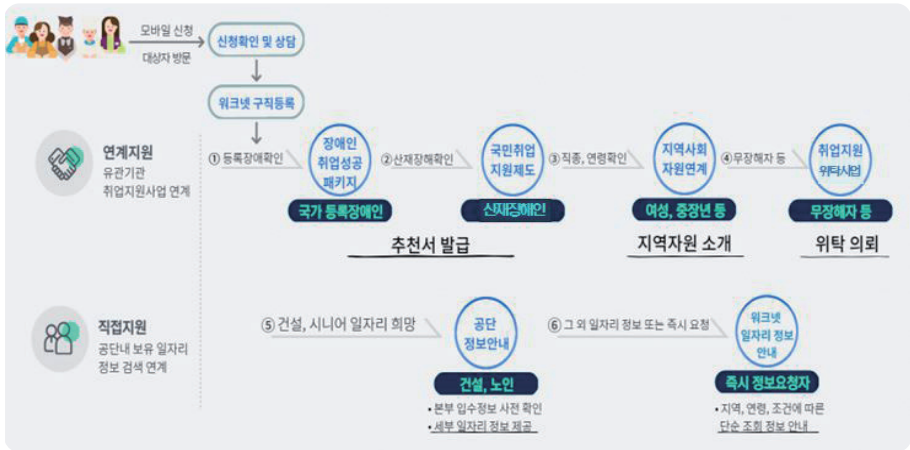 모바일 신청
대상자 방문
신청확인 및 상담
워크넷 구직등록
연계지원
유관기관
취업지원사업 연계
① 등록장애확인
장애인
취업성공
패키지
국가 등록장애인
② 산재장해확인
국민취업
지원제도
산재장해인
③ 직종, 연령확인
지역사회
자원연계
여성, 중장년 등
④ 무장해자 등
취업지원
위탁사업
무장해자 등
추천서 발급
지역자원 소개
위탁 의뢰
직접지원
공단내 보유 일자리
정보 검색 연계
⑤ 건설, 시니어 일자리 희망
공단
정보안내
건설, 노인
• 본부 입수정보 사전 확인
• 세부 일자리 정보 제공
⑥ 그 외 일자리 정보 또는 즉시 요청
워크넷
일자리 정보
안내
즉시 정보요청자
• 지역, 연령, 조건에 따른
단순 조회 정보 안내